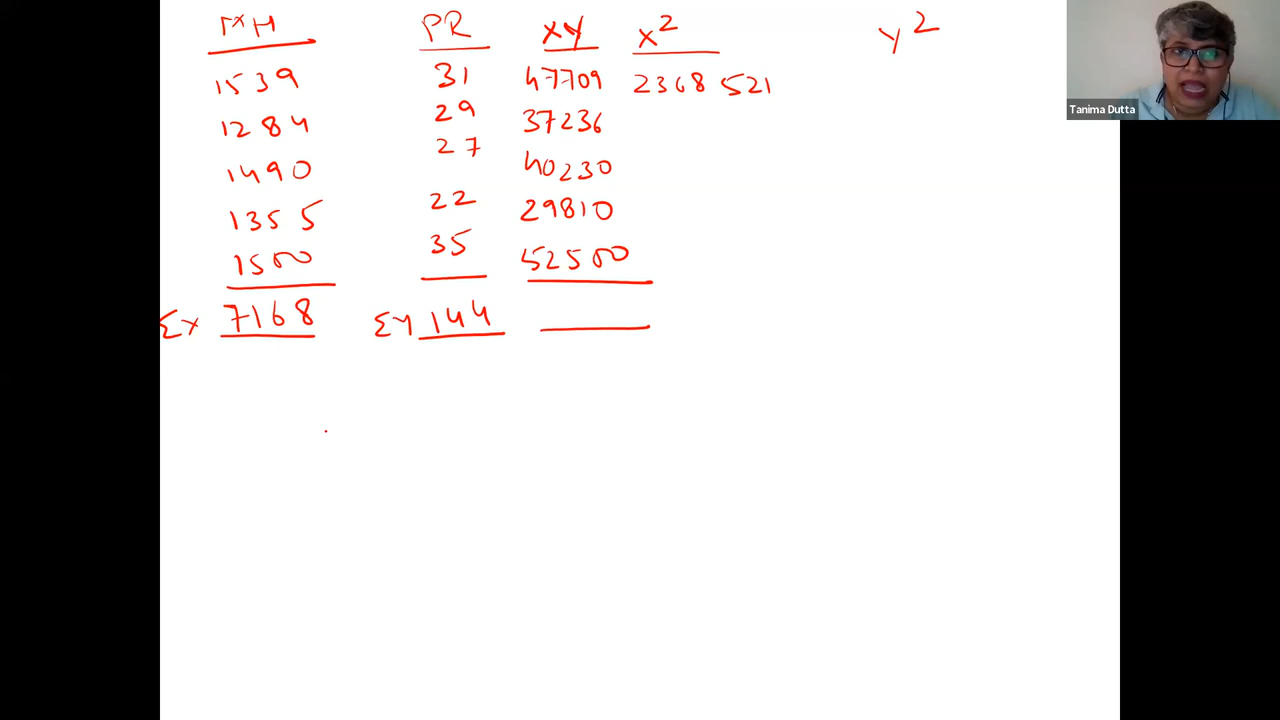 MH PR XY X²  Y²
1539 31 47709 2368521
1284 29 37236
1490 27 40230
1355 22 29810
1500 35 52500
Σx 7168 Σy 144
Tanima Dutta